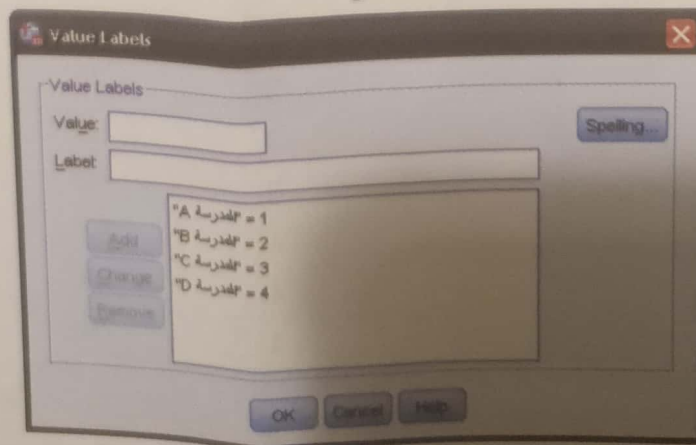 Value Labels
Value Labels
Value:
Spelling...
Label:
1 = "المدرسة A"
2 = "المدرسة B"
3 = "المدرسة C"
4 = "المدرسة D"
Add
Change
Remove
OK
Cancel
Help